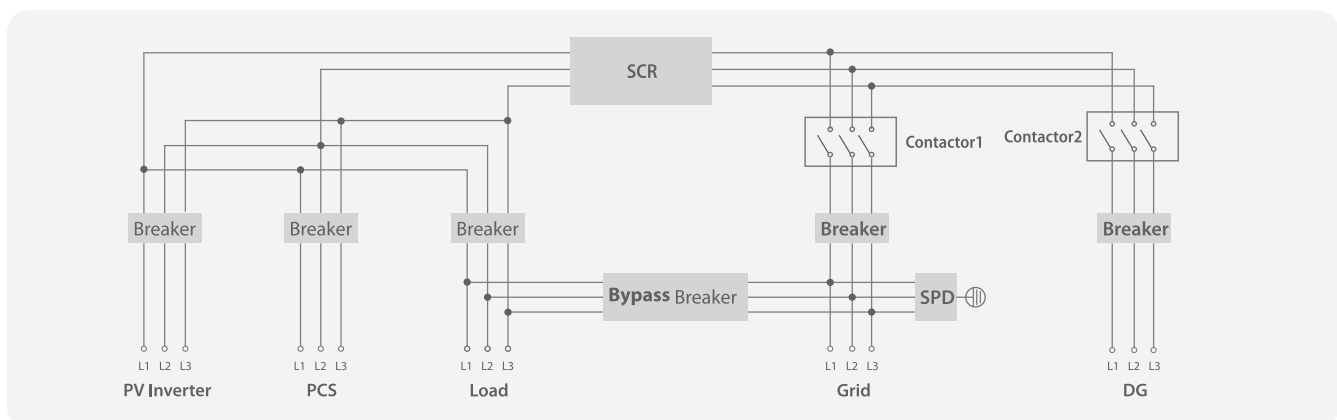 SCR
Contactor1
Contactor2
Breaker
Breaker
Breaker
Breaker
Breaker
Bypass Breaker
SPD
L1 L2 L3
L1 L2 L3
L1 L2 L3
L1 L2 L3
L1 L2 L3
PV Inverter
PCS
Load
Grid
DG